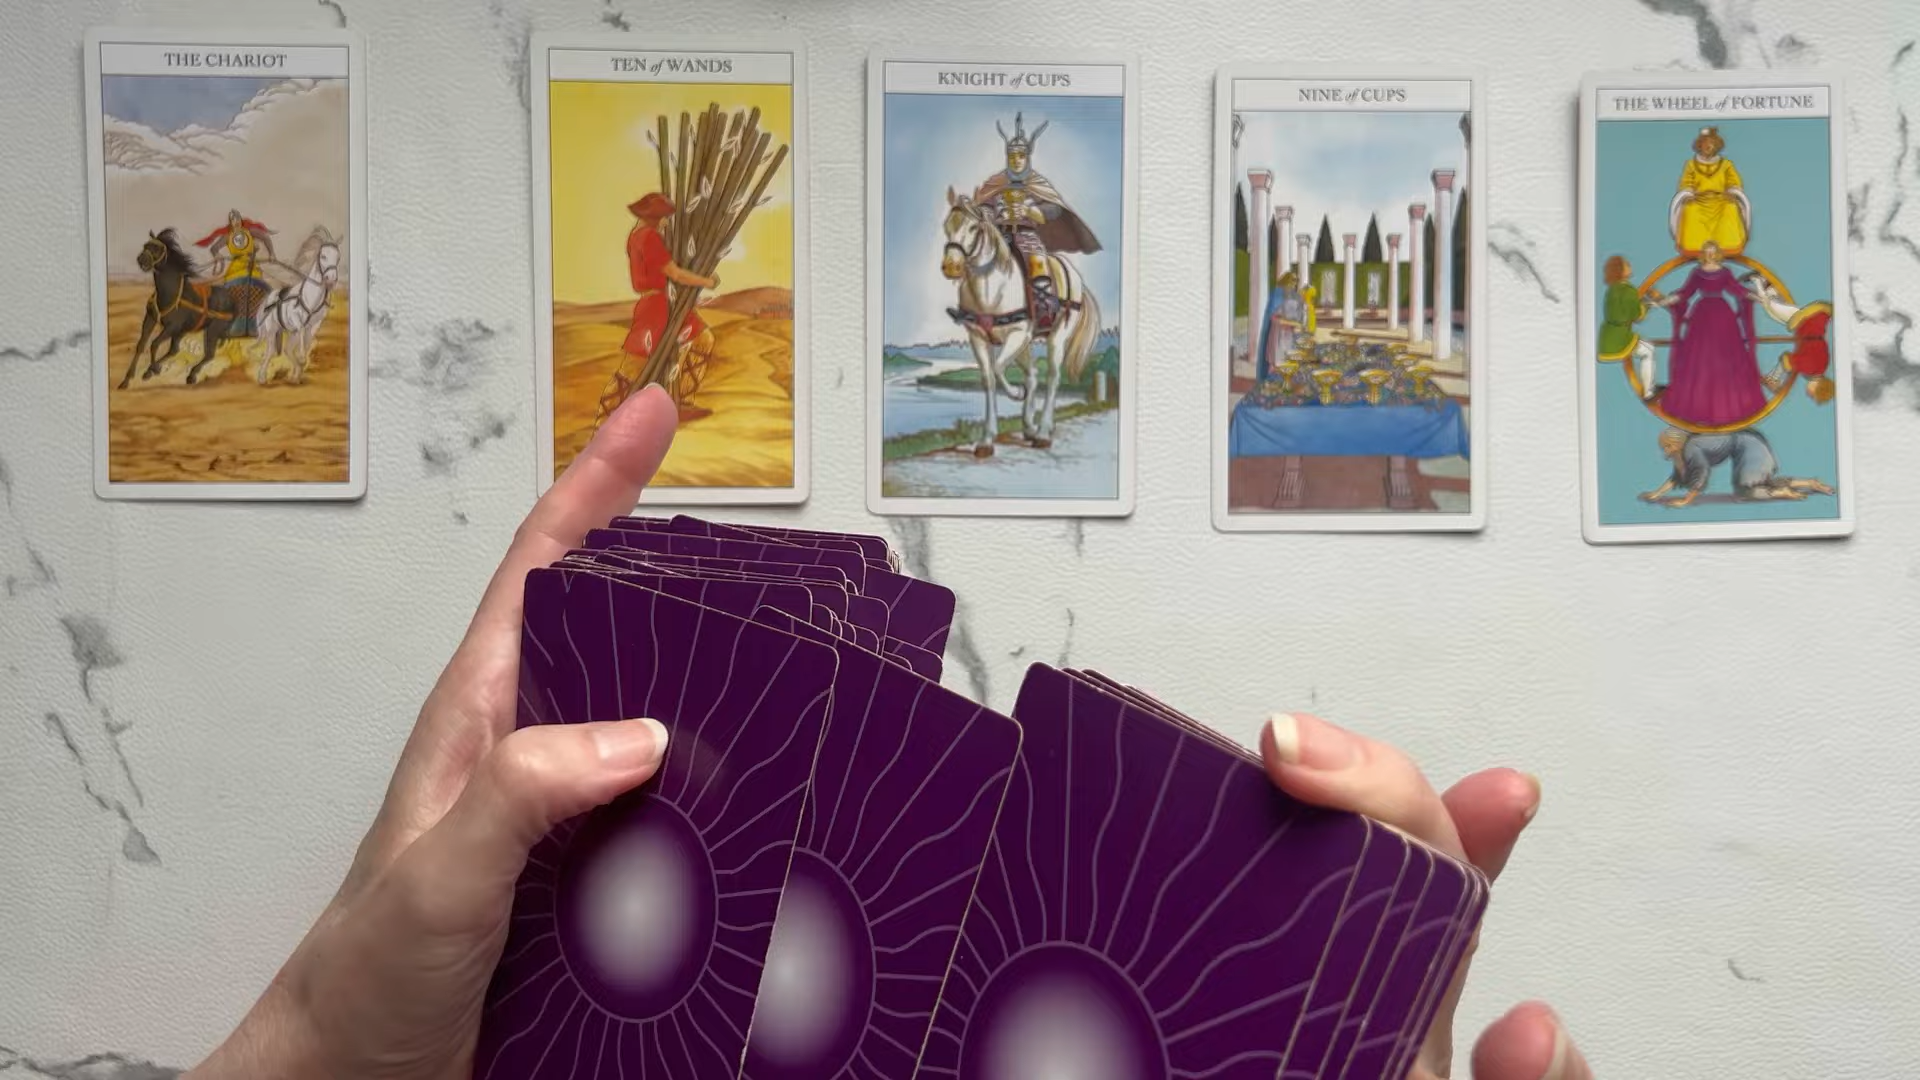 THE CHARIOT
TEN of WANDS
KNIGHT of CUPS
NINE of CUPS
THE WHEEL of FORTUNE